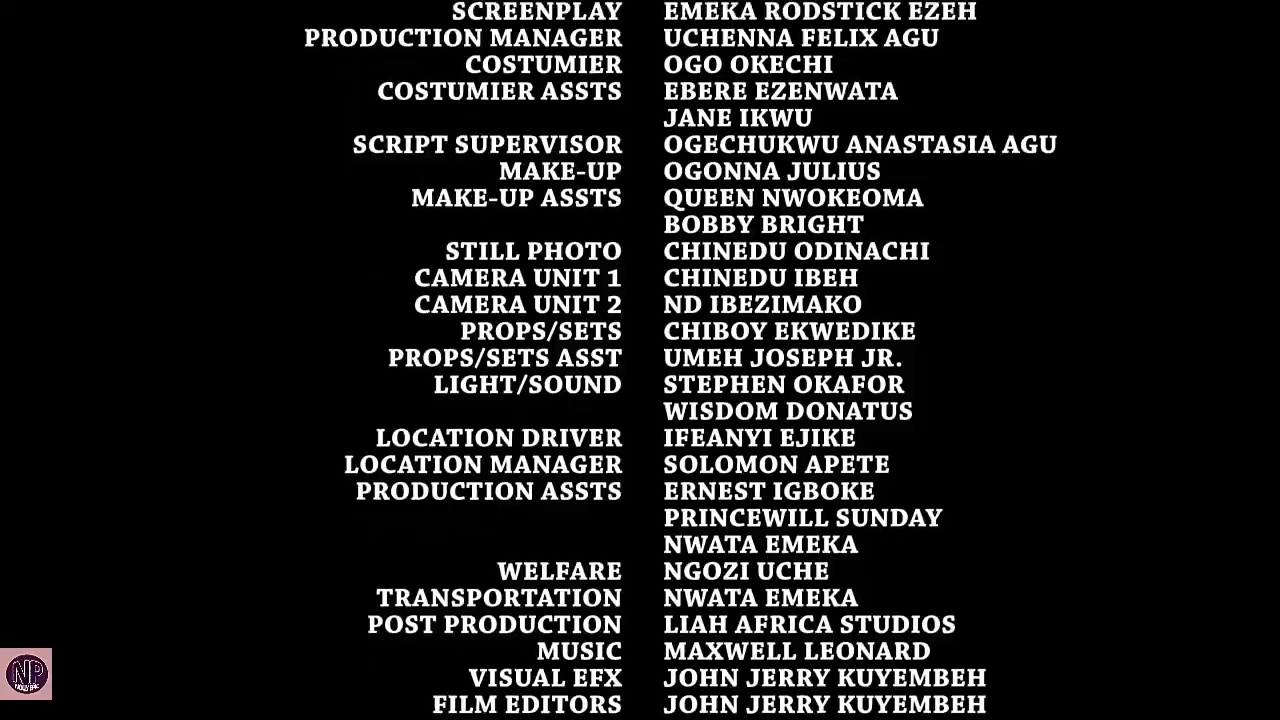 SCREENPLAY EMEKA RODSTICK EZEH
PRODUCTION MANAGER UCHENNA FELIX AGU
COSTUMIER OGO OKECHI
COSTUMIER ASSTS EBERE EZENWATA
JANE IKWU
SCRIPT SUPERVISOR OGECHUKWU ANASTASIA AGU
MAKE-UP OGONNA JULIUS
MAKE-UP ASSTS QUEEN NWOKEOMA
BOBBY BRIGHT
STILL PHOTO CHINEDU ODINACHI
CAMERA UNIT 1 CHINEDU IBEH
CAMERA UNIT 2 ND IBEZIMAKO
PROPS/SETS CHIBOY EKWEDIKE
PROPS/SETS ASST UMEH JOSEPH JR.
LIGHT/SOUND STEPHEN OKAFOR
WISDOM DONATUS
LOCATION DRIVER IFEANYI EJIKE
LOCATION MANAGER SOLOMON APETE
PRODUCTION ASSTS ERNEST IGBOKE
PRINCEWILL SUNDAY
NWATA EMEKA
WELFARE NGOZI UCHE
TRANSPORTATION NWATA EMEKA
POST PRODUCTION LIAH AFRICA STUDIOS
MUSIC MAXWELL LEONARD
VISUAL EFX JOHN JERRY KUYEMBEH
FILM EDITORS JOHN JERRY KUYEMBEH
NP